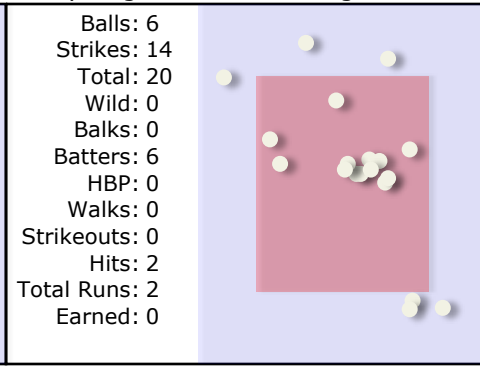 Balls: 6
Strikes: 14
Total: 20
Wild: 0
Balks: 0
Batters: 6
HBP: 0
Walks: 0
Strikeouts: 0
Hits: 2
Total Runs: 2
Earned: 0